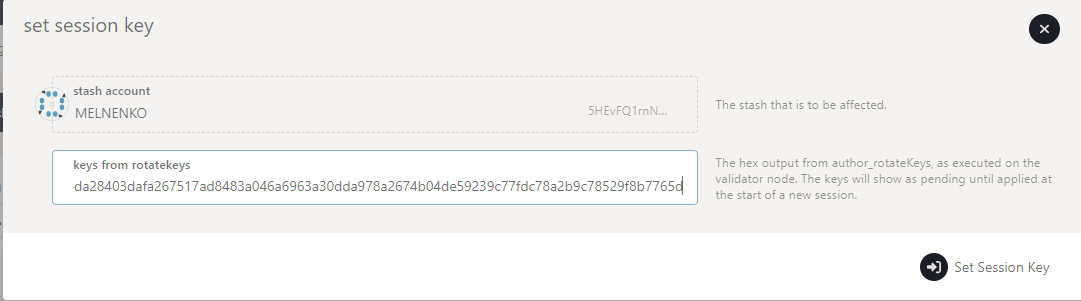 set session key
stash account
MELNENKO
5HEvFQ1rnN...
The stash that is to be affected.
keys from rotatekeys
da28403dafa267517ad8483a046a6963a30dda978a2674b04de59239c77fdc78a2b9c78529f8b7765d
The hex output from author_rotateKeys, as executed on the
validator node. The keys will show as pending until applied at
the start of a new session.
Set Session Key